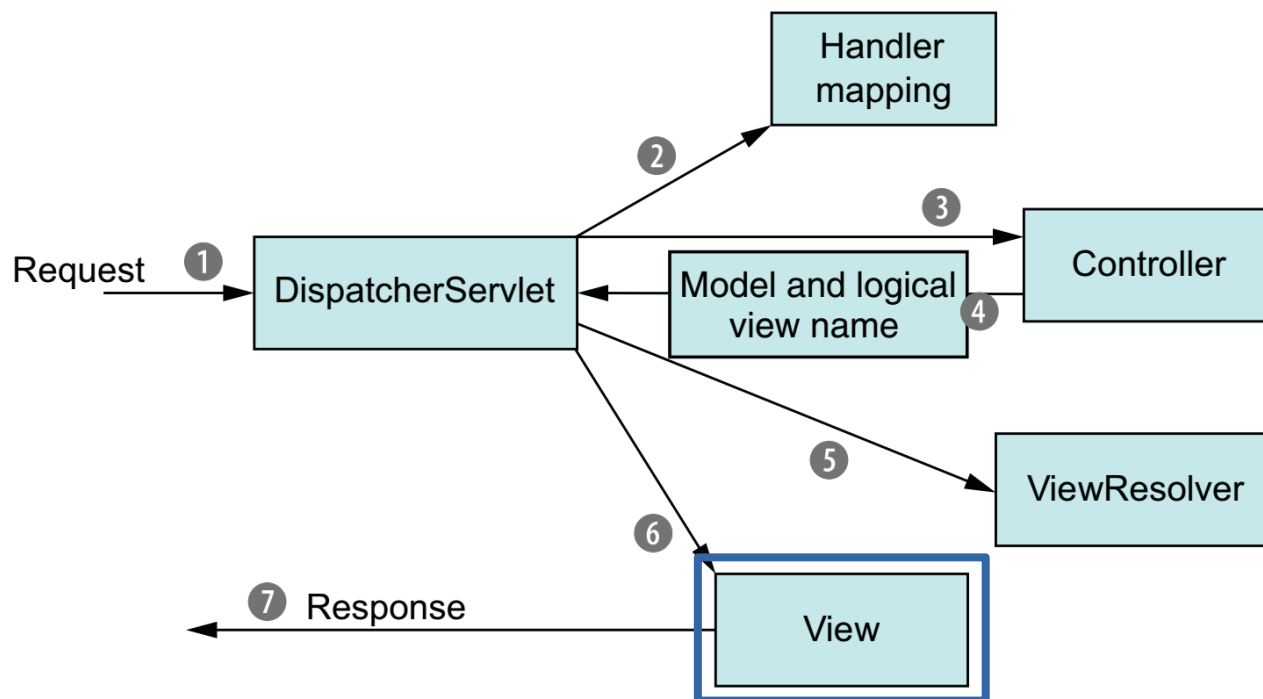 Handler
mapping
2
3
1
Request
DispatcherServlet
Model and logical
view name
4
Controller
5
ViewResolver
6
7 Response
View